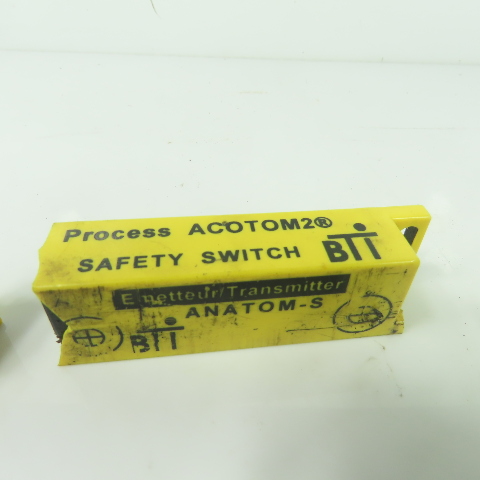 Process ACOTOM2®
SAFETY SWITCH BTI
Emetteur/Transmitter
ANATOM-S
BTI